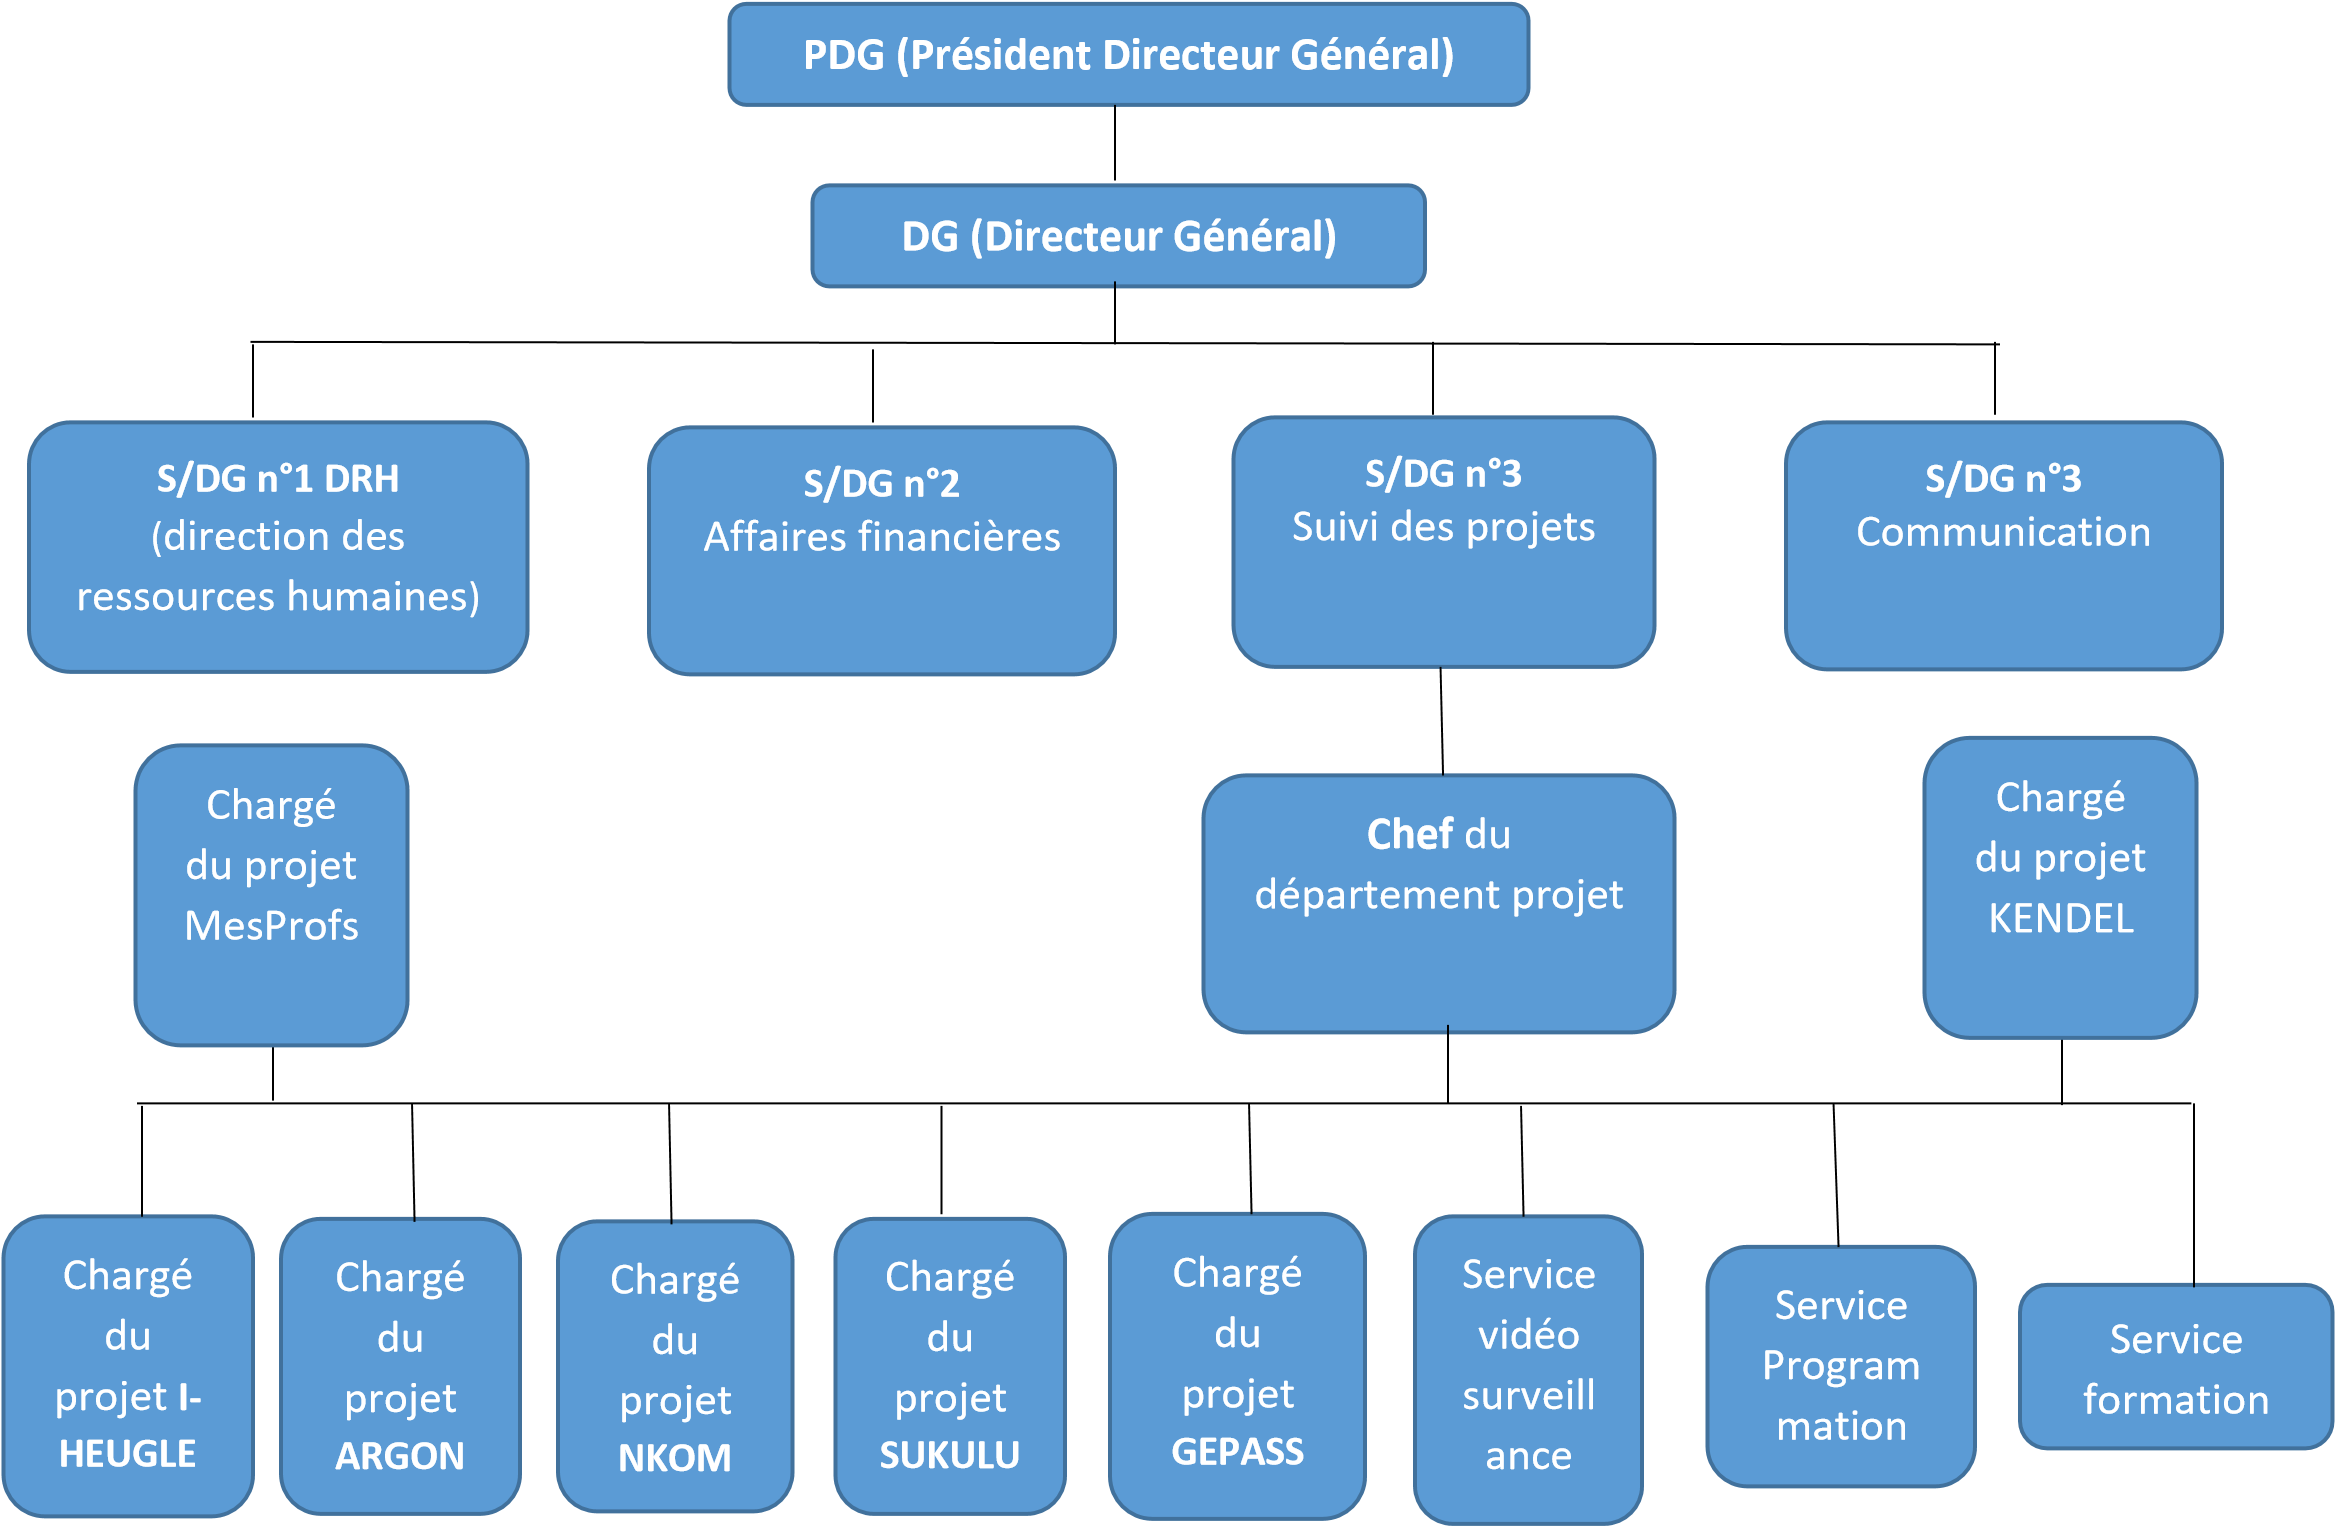 PDG (Président Directeur Général)
DG (Directeur Général)
S/DG n°1 DRH
(direction des
ressources humaines)
S/DG n°2
Affaires financières
S/DG n°3
Suivi des projets
S/DG n°3
Communication
Chargé
du projet
MesProfs
Chef du
département projet
Chargé
du projet
KENDEL
Chargé
du
projet I-
HEUGLE
Chargé
du
projet
ARGON
Chargé
du
projet
NKOM
Chargé
du
projet
SUKULU
Chargé
du
projet
GEPASS
Service
vidéo
surveill
ance
Service
Program
mation
Service
formation